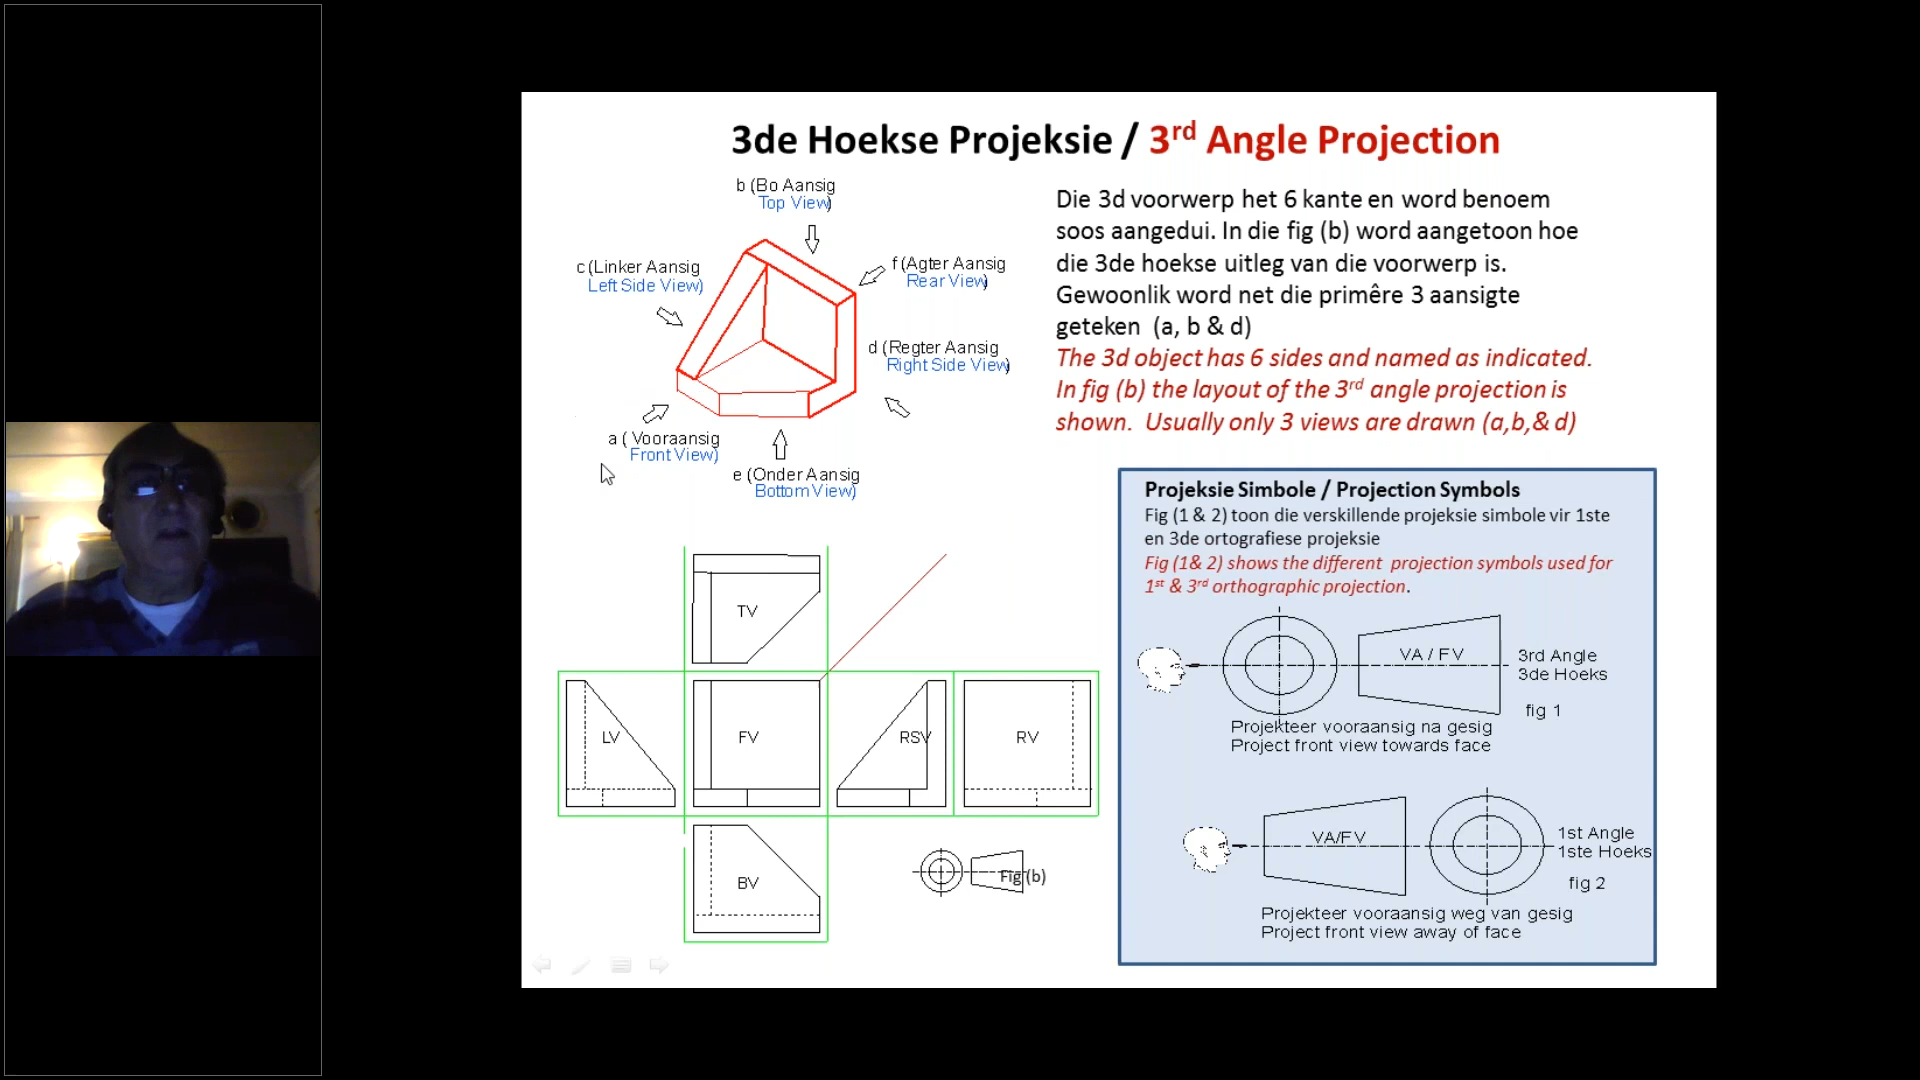 3de Hoekse Projeksie / 3rd Angle Projection
b (Bo Aansig
Top View)
c (Linker Aansig
Left Side View)
f (Agter Aansig
Rear View)
d (Regter Aansig
Right Side View)
a ( Vooraansig
Front View)
e (Onder Aansig
Bottom View)
Die 3d voorwerp het 6 kante en word benoem
soos aangedui. In die fig (b) word aangetoon hoe
die 3de hoekse uitleg van die voorwerp is.
Gewoonlik word net die primêre 3 aansigte
geteken (a, b & d)
The 3d object has 6 sides and named as indicated.
In fig (b) the layout of the 3rd angle projection is
shown. Usually only 3 views are drawn (a,b,& d)
TV
LV
FV
RSV
RV
BV
Fig (b)
Projeksie Simbole / Projection Symbols
Fig (1 & 2) toon die verskillende projeksie simbole vir 1ste
en 3de ortografiese projeksie
Fig (1& 2) shows the different projection symbols used for
1st & 3rd orthographic projection.
VA / FV
3rd Angle
3de Hoeks
fig 1
Projekteer vooraansig na gesig
Project front view towards face
VA/FV
1st Angle
1ste Hoeks
fig 2
Projekteer vooraansig weg van gesig
Project front view away of face